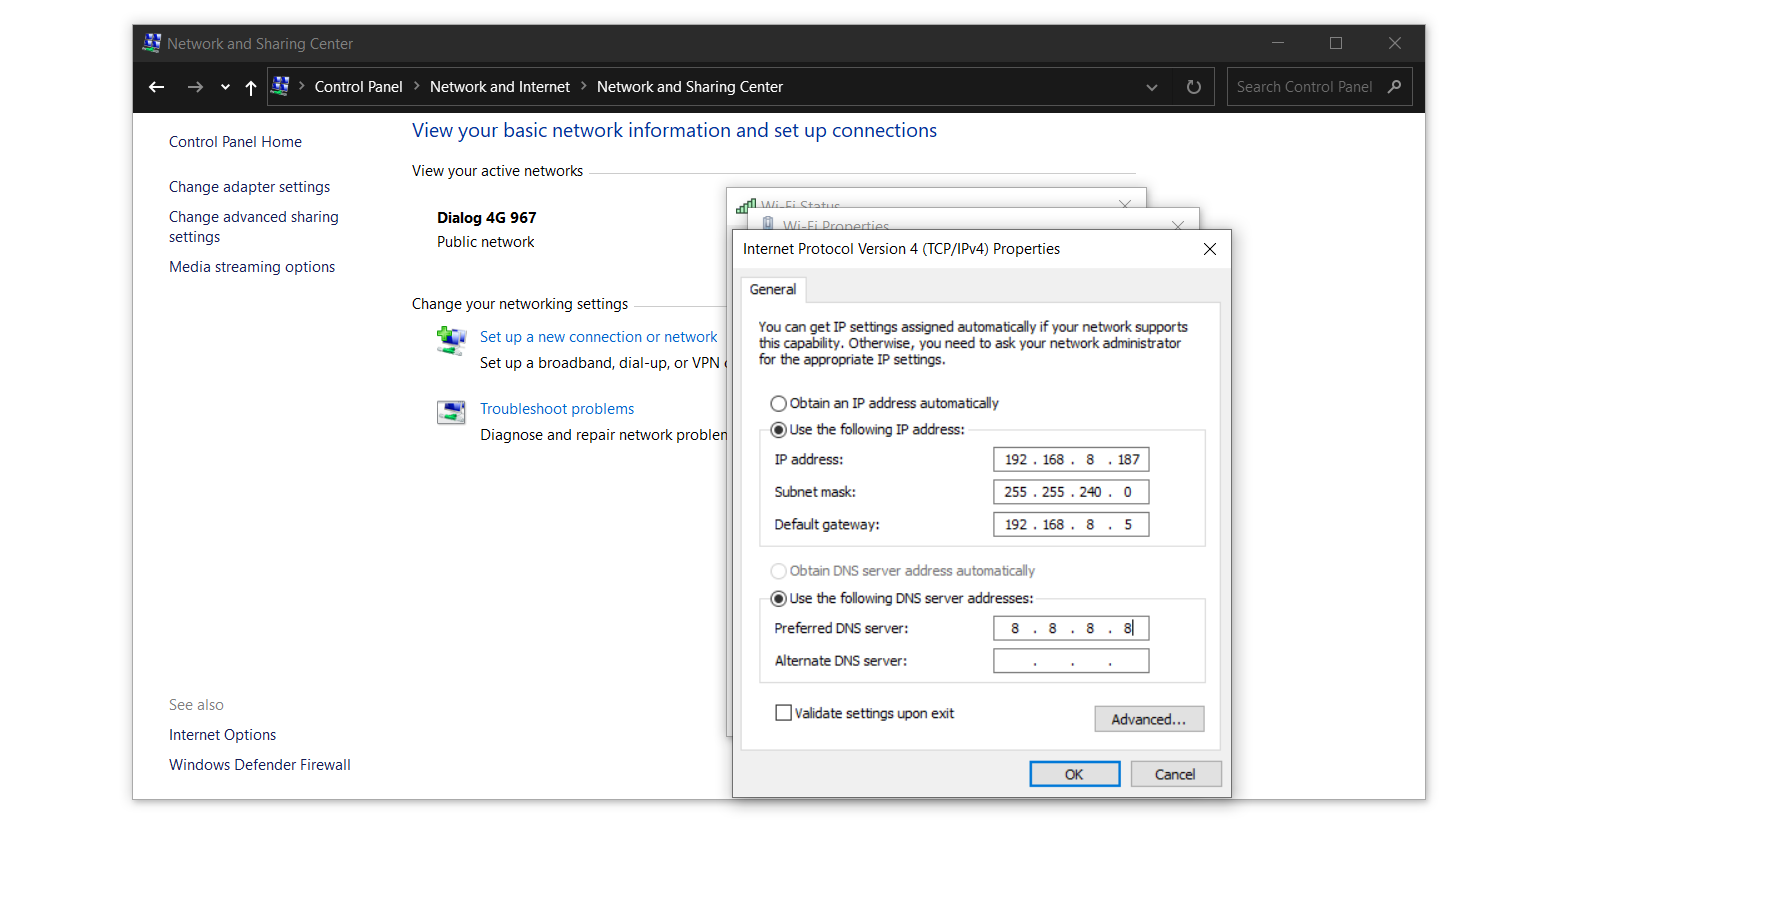 Network and Sharing Center
Control Panel > Network and Internet > Network and Sharing Center
Search Control Panel
Control Panel Home
Change adapter settings
Change advanced sharing
settings
Media streaming options
See also
Internet Options
Windows Defender Firewall
View your basic network information and set up connections
View your active networks
Dialog 4G 967
Public network
Change your networking settings
Set up a new connection or network
Set up a broadband, dial-up, or VPN
Troubleshoot problems
Diagnose and repair network problem
Wi-Fi Status
Wi-Fi Properties
Internet Protocol Version 4 (TCP/IPv4) Properties
General
You can get IP settings assigned automatically if your network supports
this capability. Otherwise, you need to ask your network administrator
for the appropriate IP settings.
Obtain an IP address automatically
Use the following IP address:
IP address: 192 . 168 . 8 . 187
Subnet mask: 255 . 255 . 240 . 0
Default gateway: 192 . 168 . 8 . 5
Obtain DNS server address automatically
Use the following DNS server addresses:
Preferred DNS server: 8 . 8 . 8 . 8
Alternate DNS server: . . .
Validate settings upon exit
Advanced...
OK
Cancel